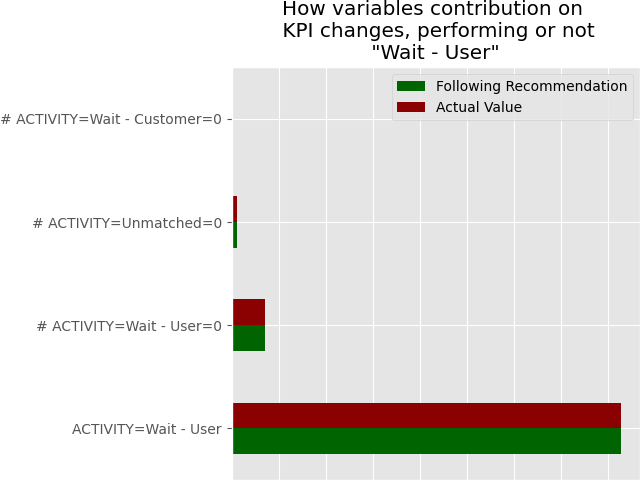 How variables contribution on
KPI changes, performing or not
"Wait - User"
Following Recommendation
Actual Value
# ACTIVITY=Wait - Customer=0
# ACTIVITY=Unmatched=0
# ACTIVITY=Wait - User=0
ACTIVITY=Wait - User